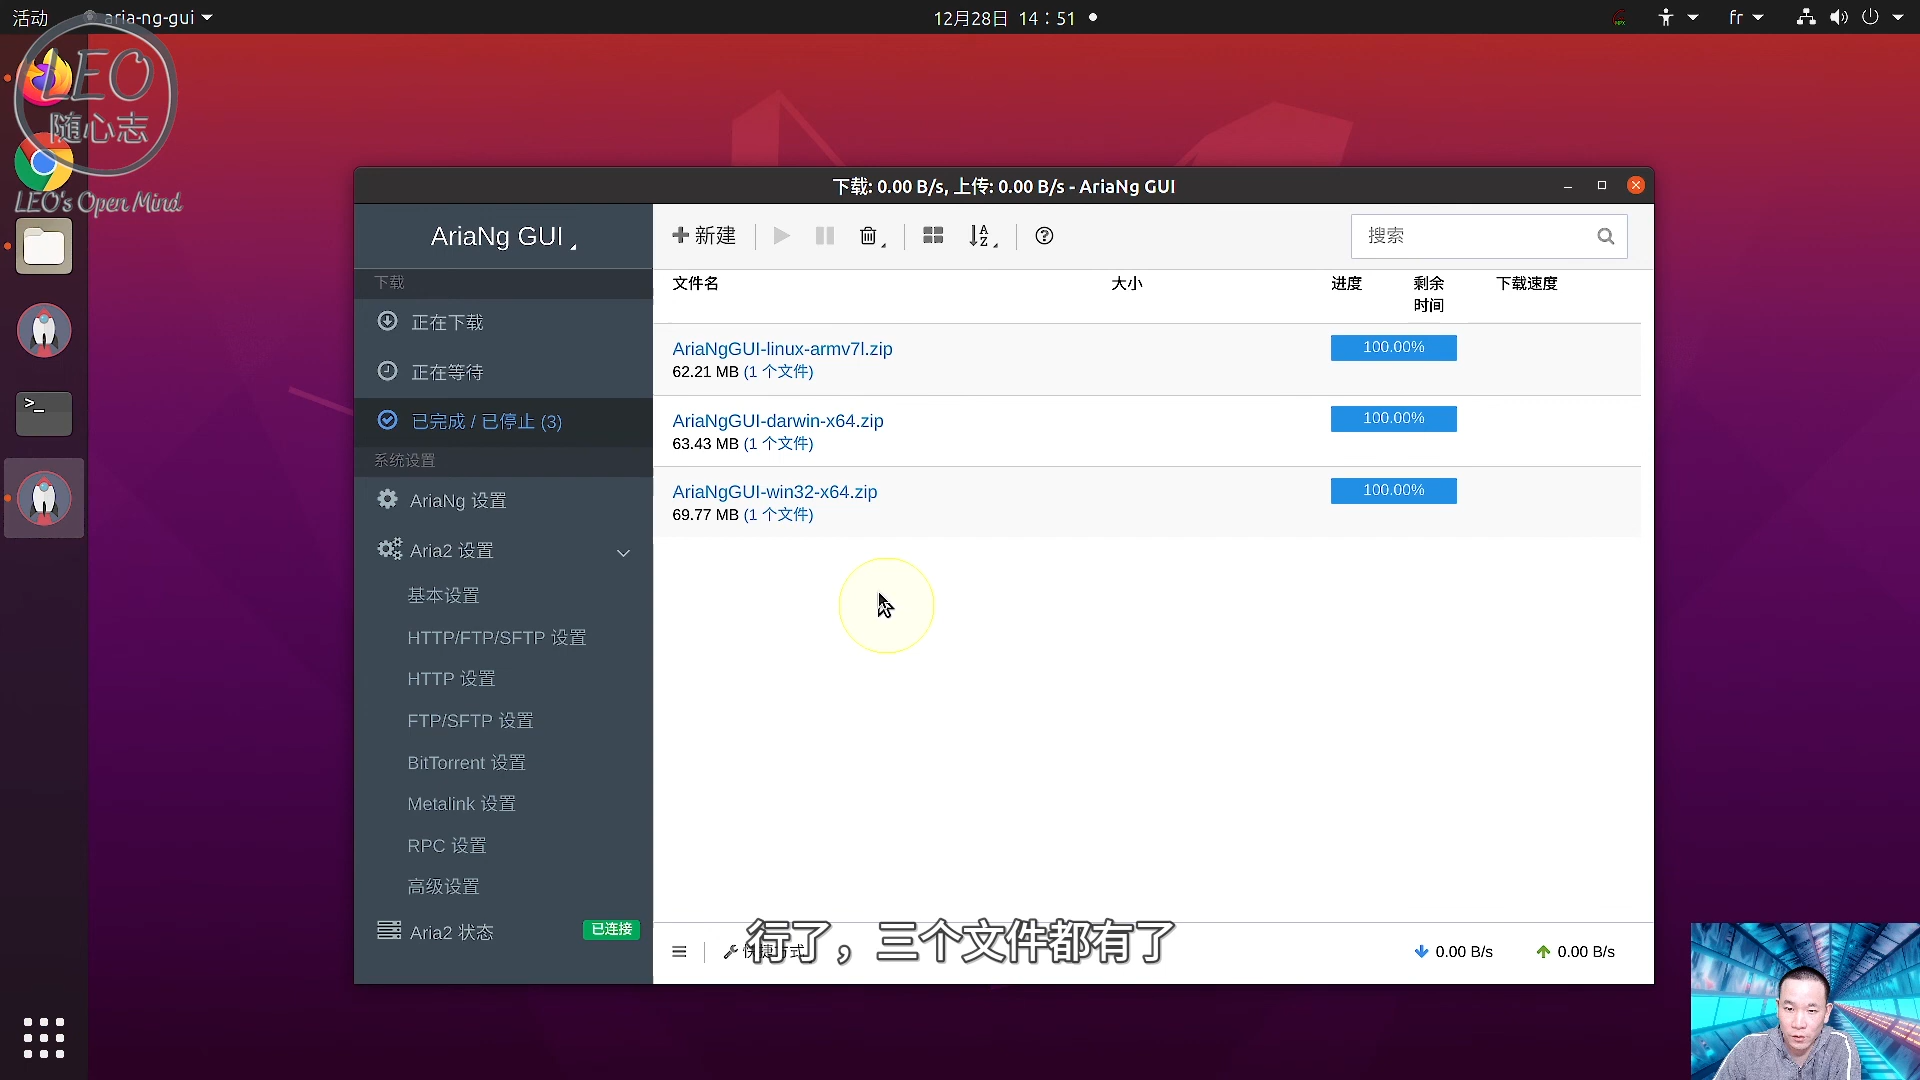 活动
aria-ng-gui
12月28日 14：51
fr
LEO
随心志
LEO's Open Mind
下载: 0.00 B/s, 上传: 0.00 B/s - AriaNg GUI
AriaNg GUI
新建
搜索
下载
正在下载
正在等待
已完成 / 已停止 (3)
系统设置
AriaNg 设置
Aria2 设置
基本设置
HTTP/FTP/SFTP 设置
HTTP 设置
FTP/SFTP 设置
BitTorrent 设置
Metalink 设置
RPC 设置
高级设置
Aria2 状态
已连接
文件名
大小
进度
剩余
时间
下载速度
AriaNgGUI-linux-armv7l.zip
62.21 MB (1 个文件)
100.00%
AriaNgGUI-darwin-x64.zip
63.43 MB (1 个文件)
100.00%
AriaNgGUI-win32-x64.zip
69.77 MB (1 个文件)
100.00%
快捷方式
0.00 B/s
0.00 B/s
行了，三个文件都有了